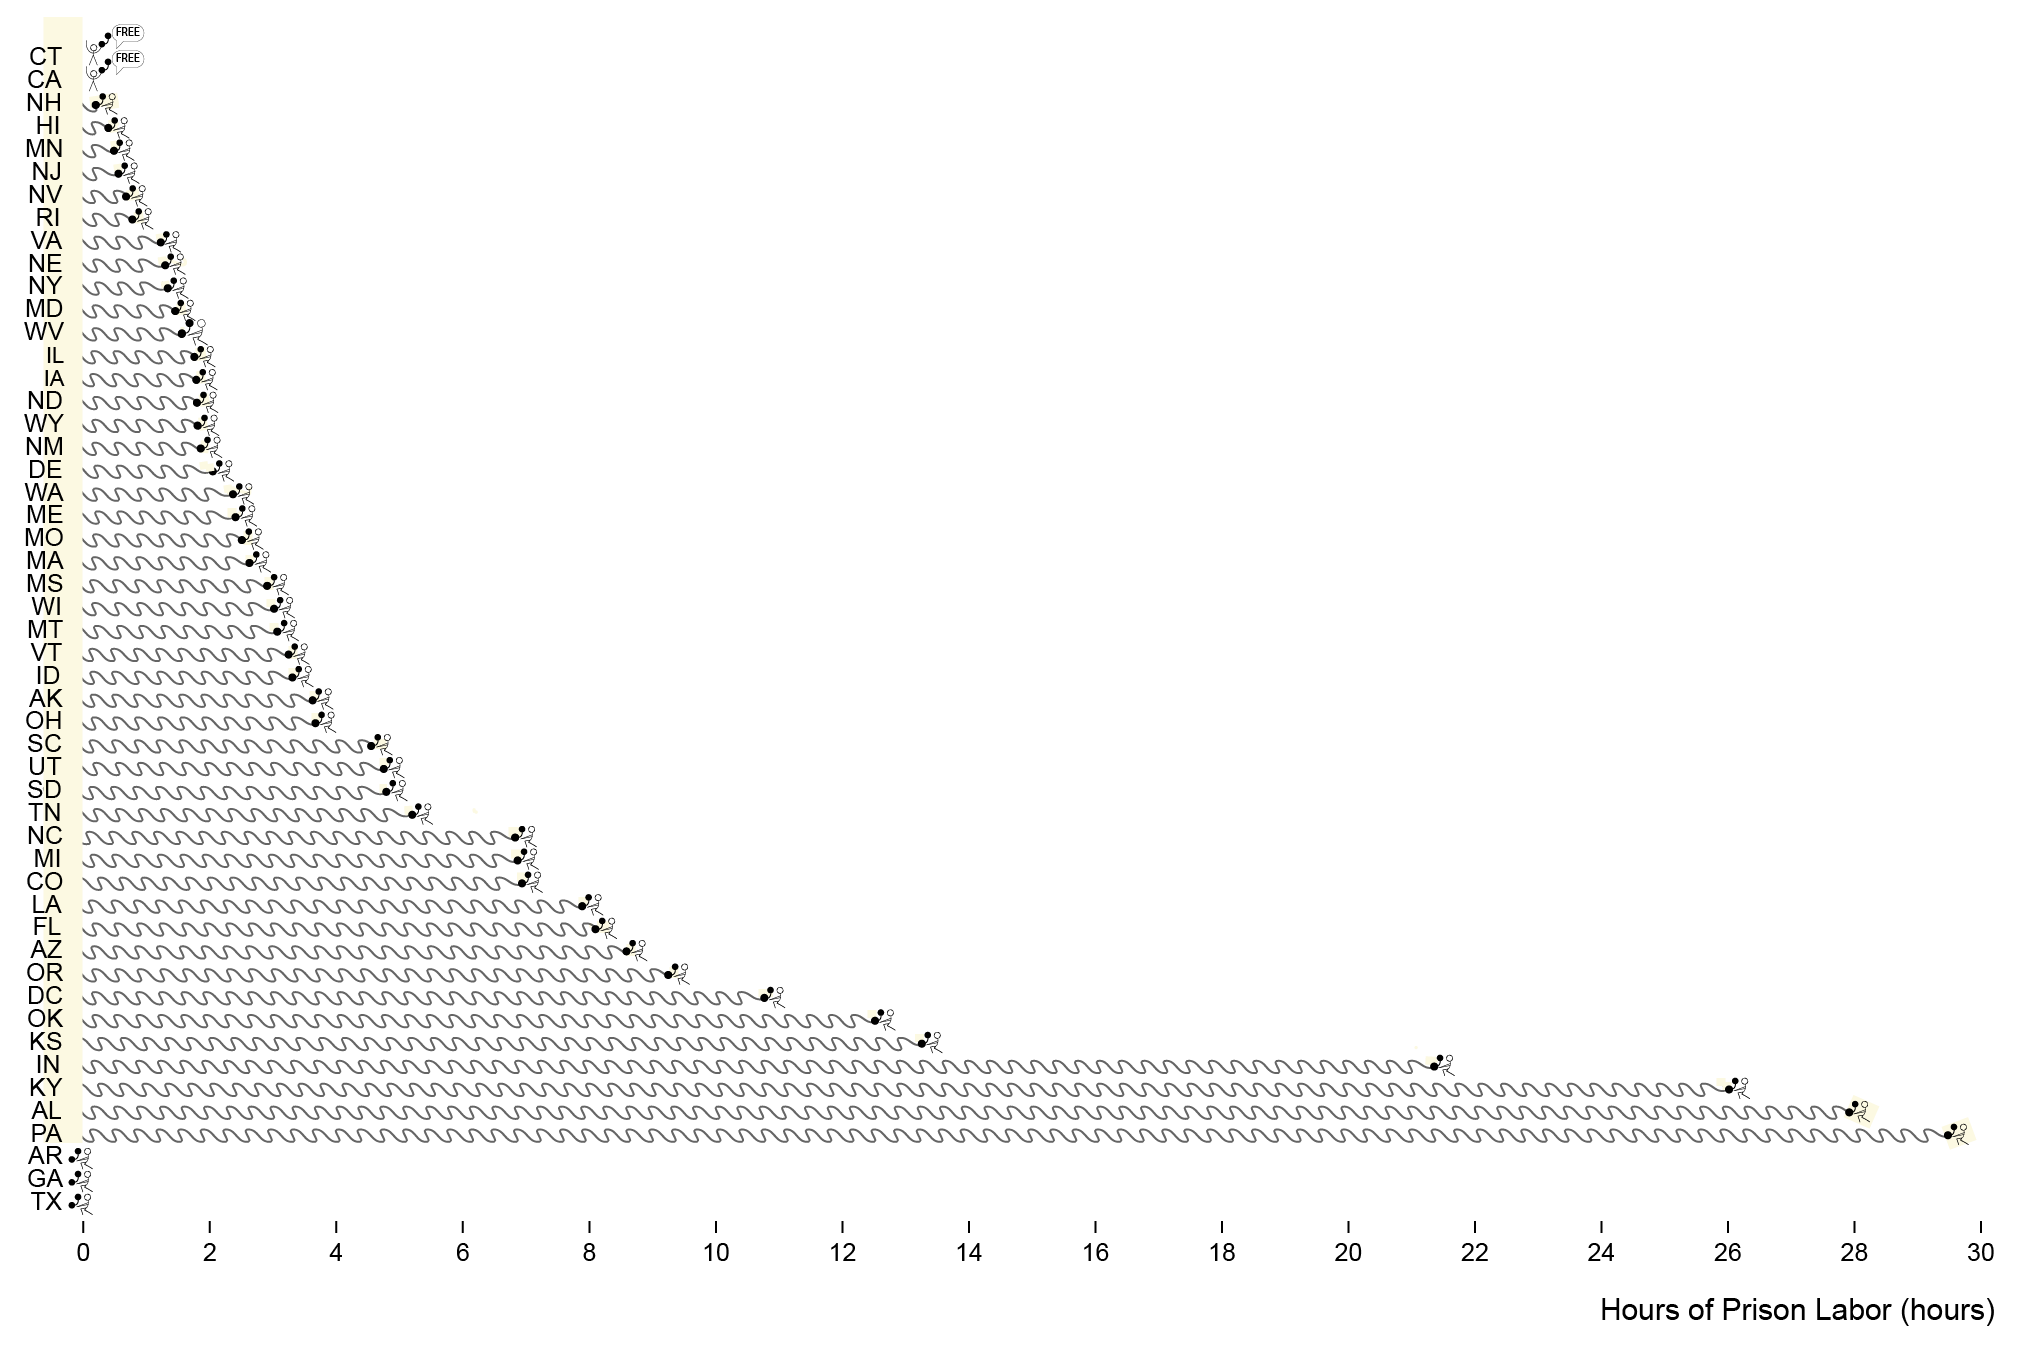 FREE
CT
FREE
CA
NH
HI
MN
NJ
NV
RI
VA
NE
NY
MD
WV
IL
IA
ND
WY
NM
DE
WA
ME
MO
MA
MS
WI
MT
VT
ID
AK
OH
SC
UT
SD
TN
NC
MI
CO
LA
FL
AZ
OR
DC
OK
KS
IN
KY
AL
PA
AR
GA
TX
0 2 4 6 8 10 12 14 16 18 20 22 24 26 28 30
Hours of Prison Labor (hours)